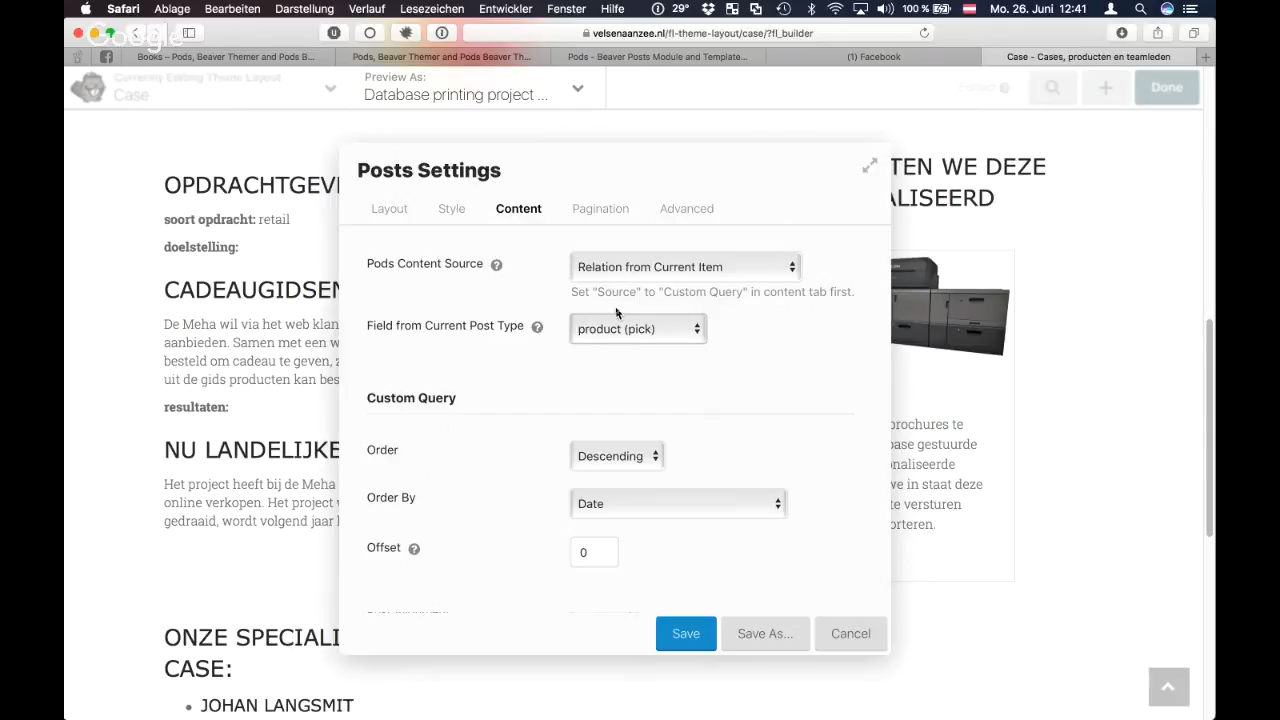 Safari Ablage Bearbeiten Darstellung Verlauf Lesezeichen Entwickler Fenster Hilfe 29° 100 % Mo. 26. Juni 12:41
Google
velsenaanzee.nl/fl-theme-layout/case/?fl_builder
Books – Pods, Beaver Themer and Pods B...
Pods, Beaver Themer and Pods Beaver Th...
Pods - Beaver Posts Module and Template...
(1) Facebook
Case - Cases, producten en teamleden
Currently Editing Theme Layout
Case
Preview As:
Database printing project ...
Done
Posts Settings
Layout Style Content Pagination Advanced
Pods Content Source
Relation from Current Item
Set "Source" to "Custom Query" in content tab first.
Field from Current Post Type
product (pick)
Custom Query
Order
Descending
Order By
Date
Offset
0
Save
Save As...
Cancel
OPDRACHTGEV
soort opdracht: retail
doelstelling:
CADEAUGIDSEN
De Meha wil via het web klan
aanbieden. Samen met een w
besteld om cadeau te geven, z
uit de gids producten kan bes
resultaten:
NU LANDELIJKE
Het project heeft bij de Meha
online verkopen. Het project
gedraaid, wordt volgend jaar
ONZE SPECIALI
CASE:
JOHAN LANGSMIT
TEN WE DEZE
ALISEERD
brochures te
base gestuurde
onaliseerde
we in staat deze
te versturen
orteren.